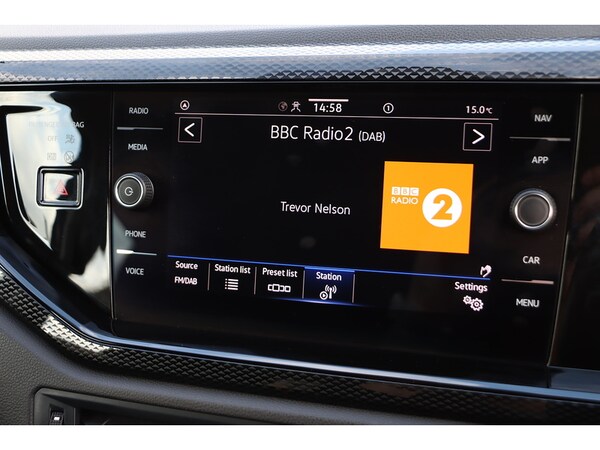 RADIO
MEDIA
PHONE
VOICE
14:58
1
15.0°C
BBC Radio2 (DAB)
BBC
RADIO
2
Trevor Nelson
Source
FM/DAB
Station list
Preset list
Station
Settings
NAV
APP
CAR
MENU